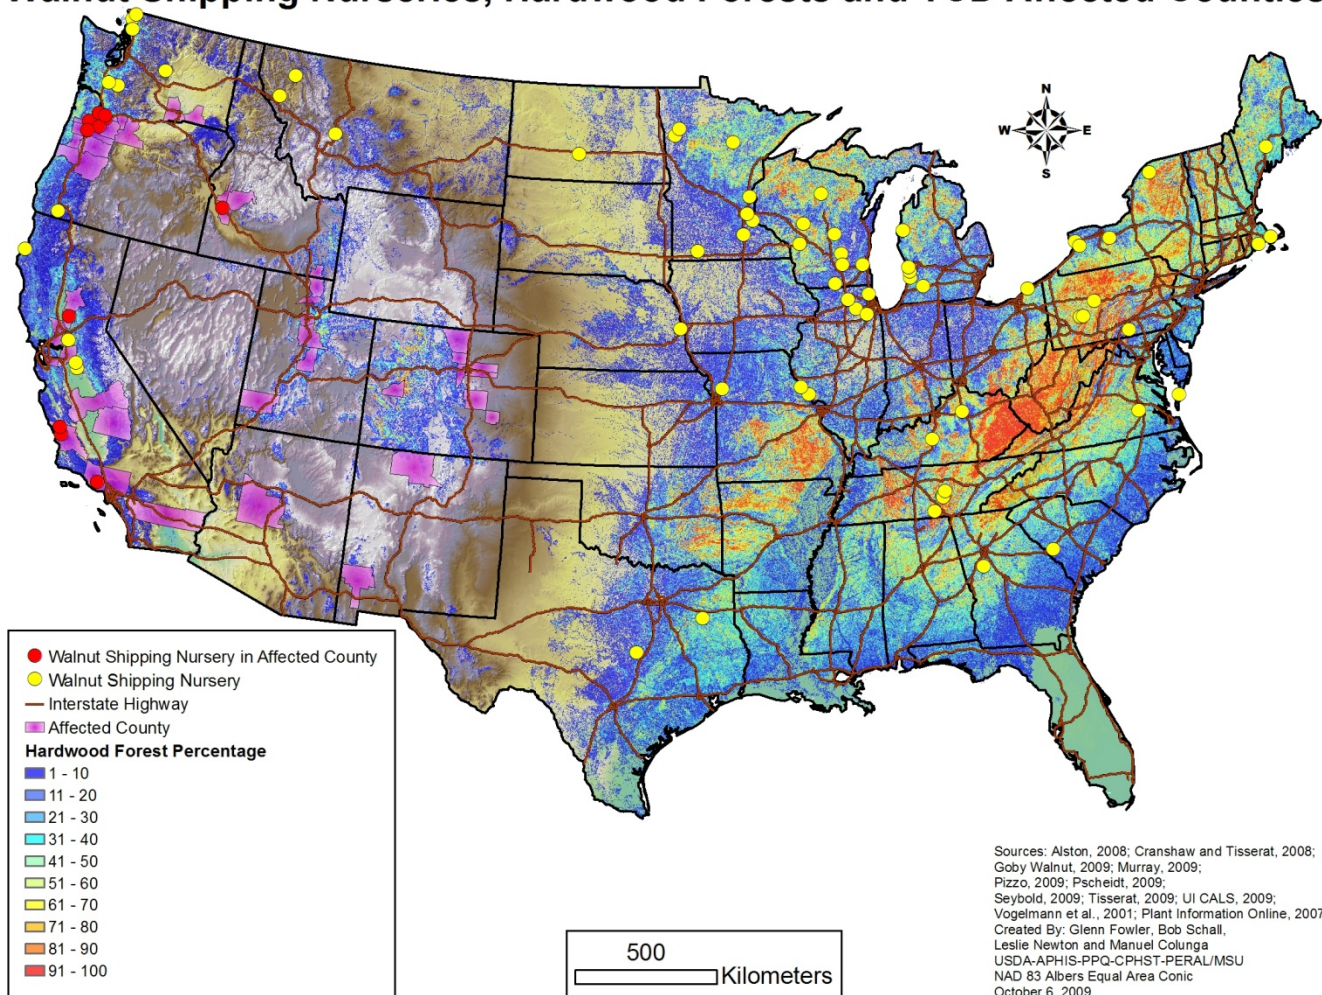 Walnut Shipping Nurseries, Hardwood Forests and TCD Affected Counties
N
W E
S
Walnut Shipping Nursery in Affected County
Walnut Shipping Nursery
Interstate Highway
Affected County
Hardwood Forest Percentage
1 - 10
11 - 20
21 - 30
31 - 40
41 - 50
51 - 60
61 - 70
71 - 80
81 - 90
91 - 100
500
Kilometers
Sources: Alston, 2008; Cranshaw and Tisserat, 2008;
Goby Walnut, 2009; Murray, 2009;
Pizzo, 2009; Pscheidt, 2009;
Seybold, 2009; Tisserat, 2009; UI CALS, 2009;
Vogelmann et al., 2001; Plant Information Online, 2007
Created By: Glenn Fowler, Bob Schall,
Leslie Newton and Manuel Colunga
USDA-APHIS-PPQ-CPHST-PERAL/MSU
NAD 83 Albers Equal Area Conic
October 6, 2009